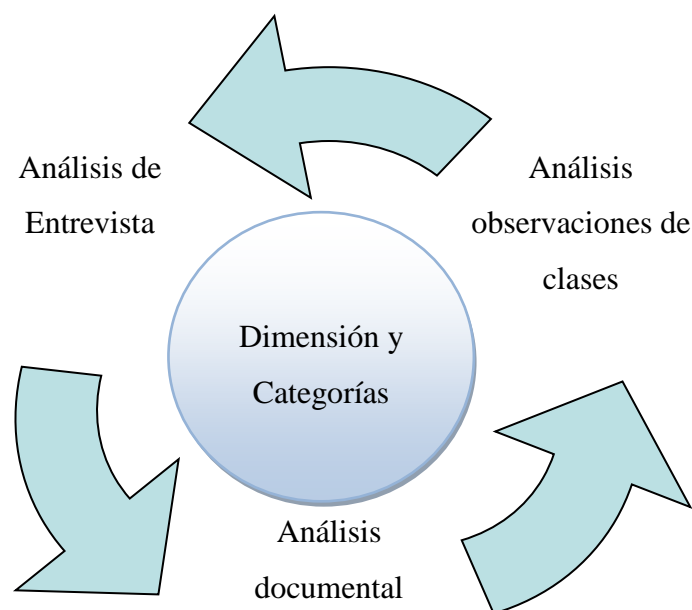 Análisis de
Entrevista
Análisis
observaciones de
clases
Dimensión y
Categorías
Análisis
documental